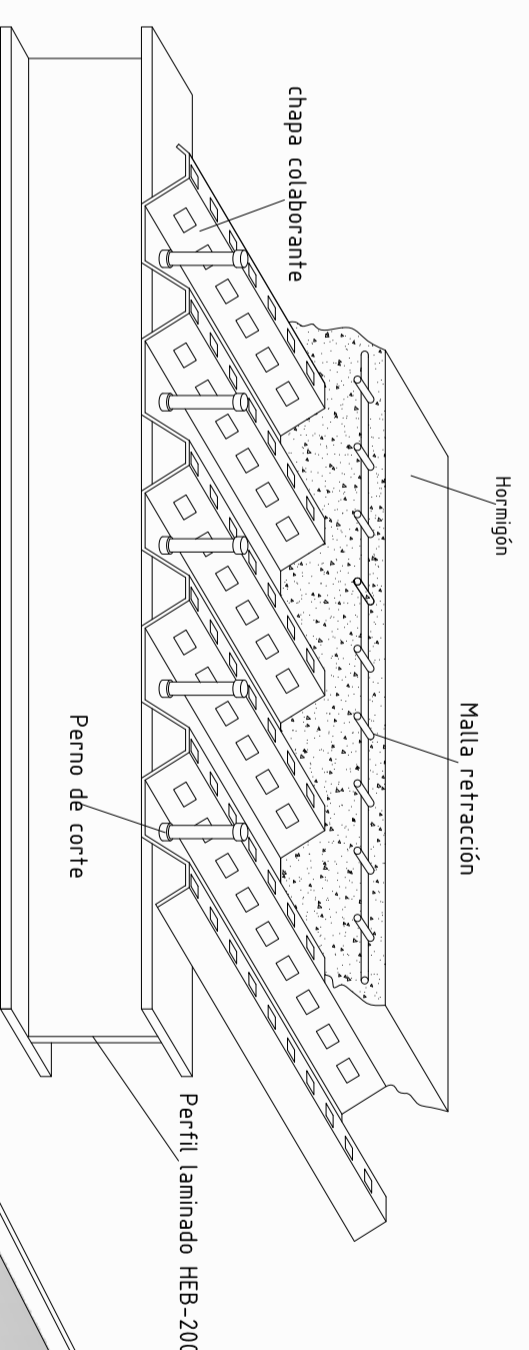 Hormigón
Malla retracción
chapa colaborante
Perno de corte
Perfil laminado HEB-200